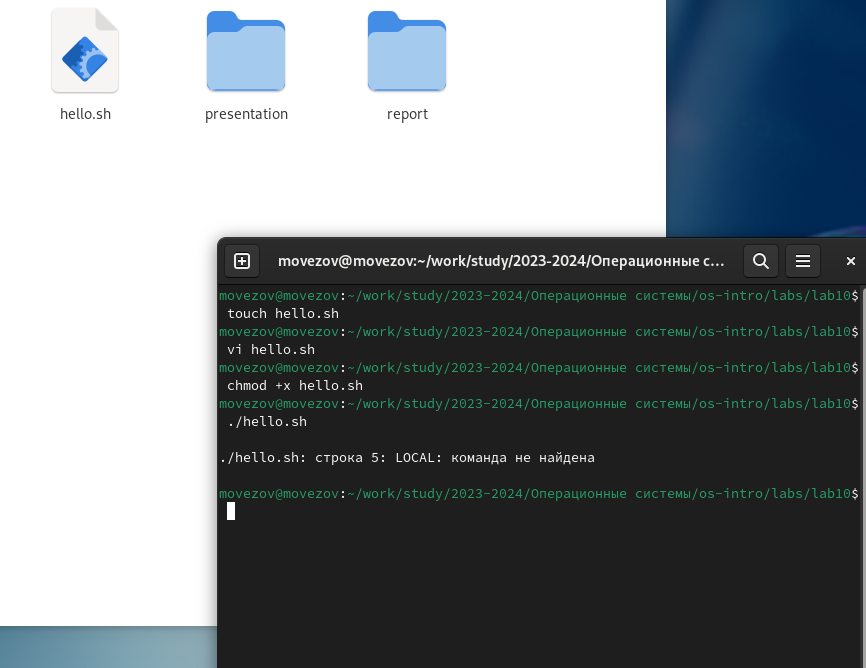 hello.sh
presentation
report
movezov@movezov:~/work/study/2023-2024/Операционные с...
movezov@movezov:~/work/study/2023-2024/Операционные системы/os-intro/labs/lab10$
touch hello.sh
movezov@movezov:~/work/study/2023-2024/Операционные системы/os-intro/labs/lab10$
vi hello.sh
movezov@movezov:~/work/study/2023-2024/Операционные системы/os-intro/labs/lab10$
chmod +x hello.sh
movezov@movezov:~/work/study/2023-2024/Операционные системы/os-intro/labs/lab10$
./hello.sh
./hello.sh: строка 5: LOCAL: команда не найдена
movezov@movezov:~/work/study/2023-2024/Операционные системы/os-intro/labs/lab10$